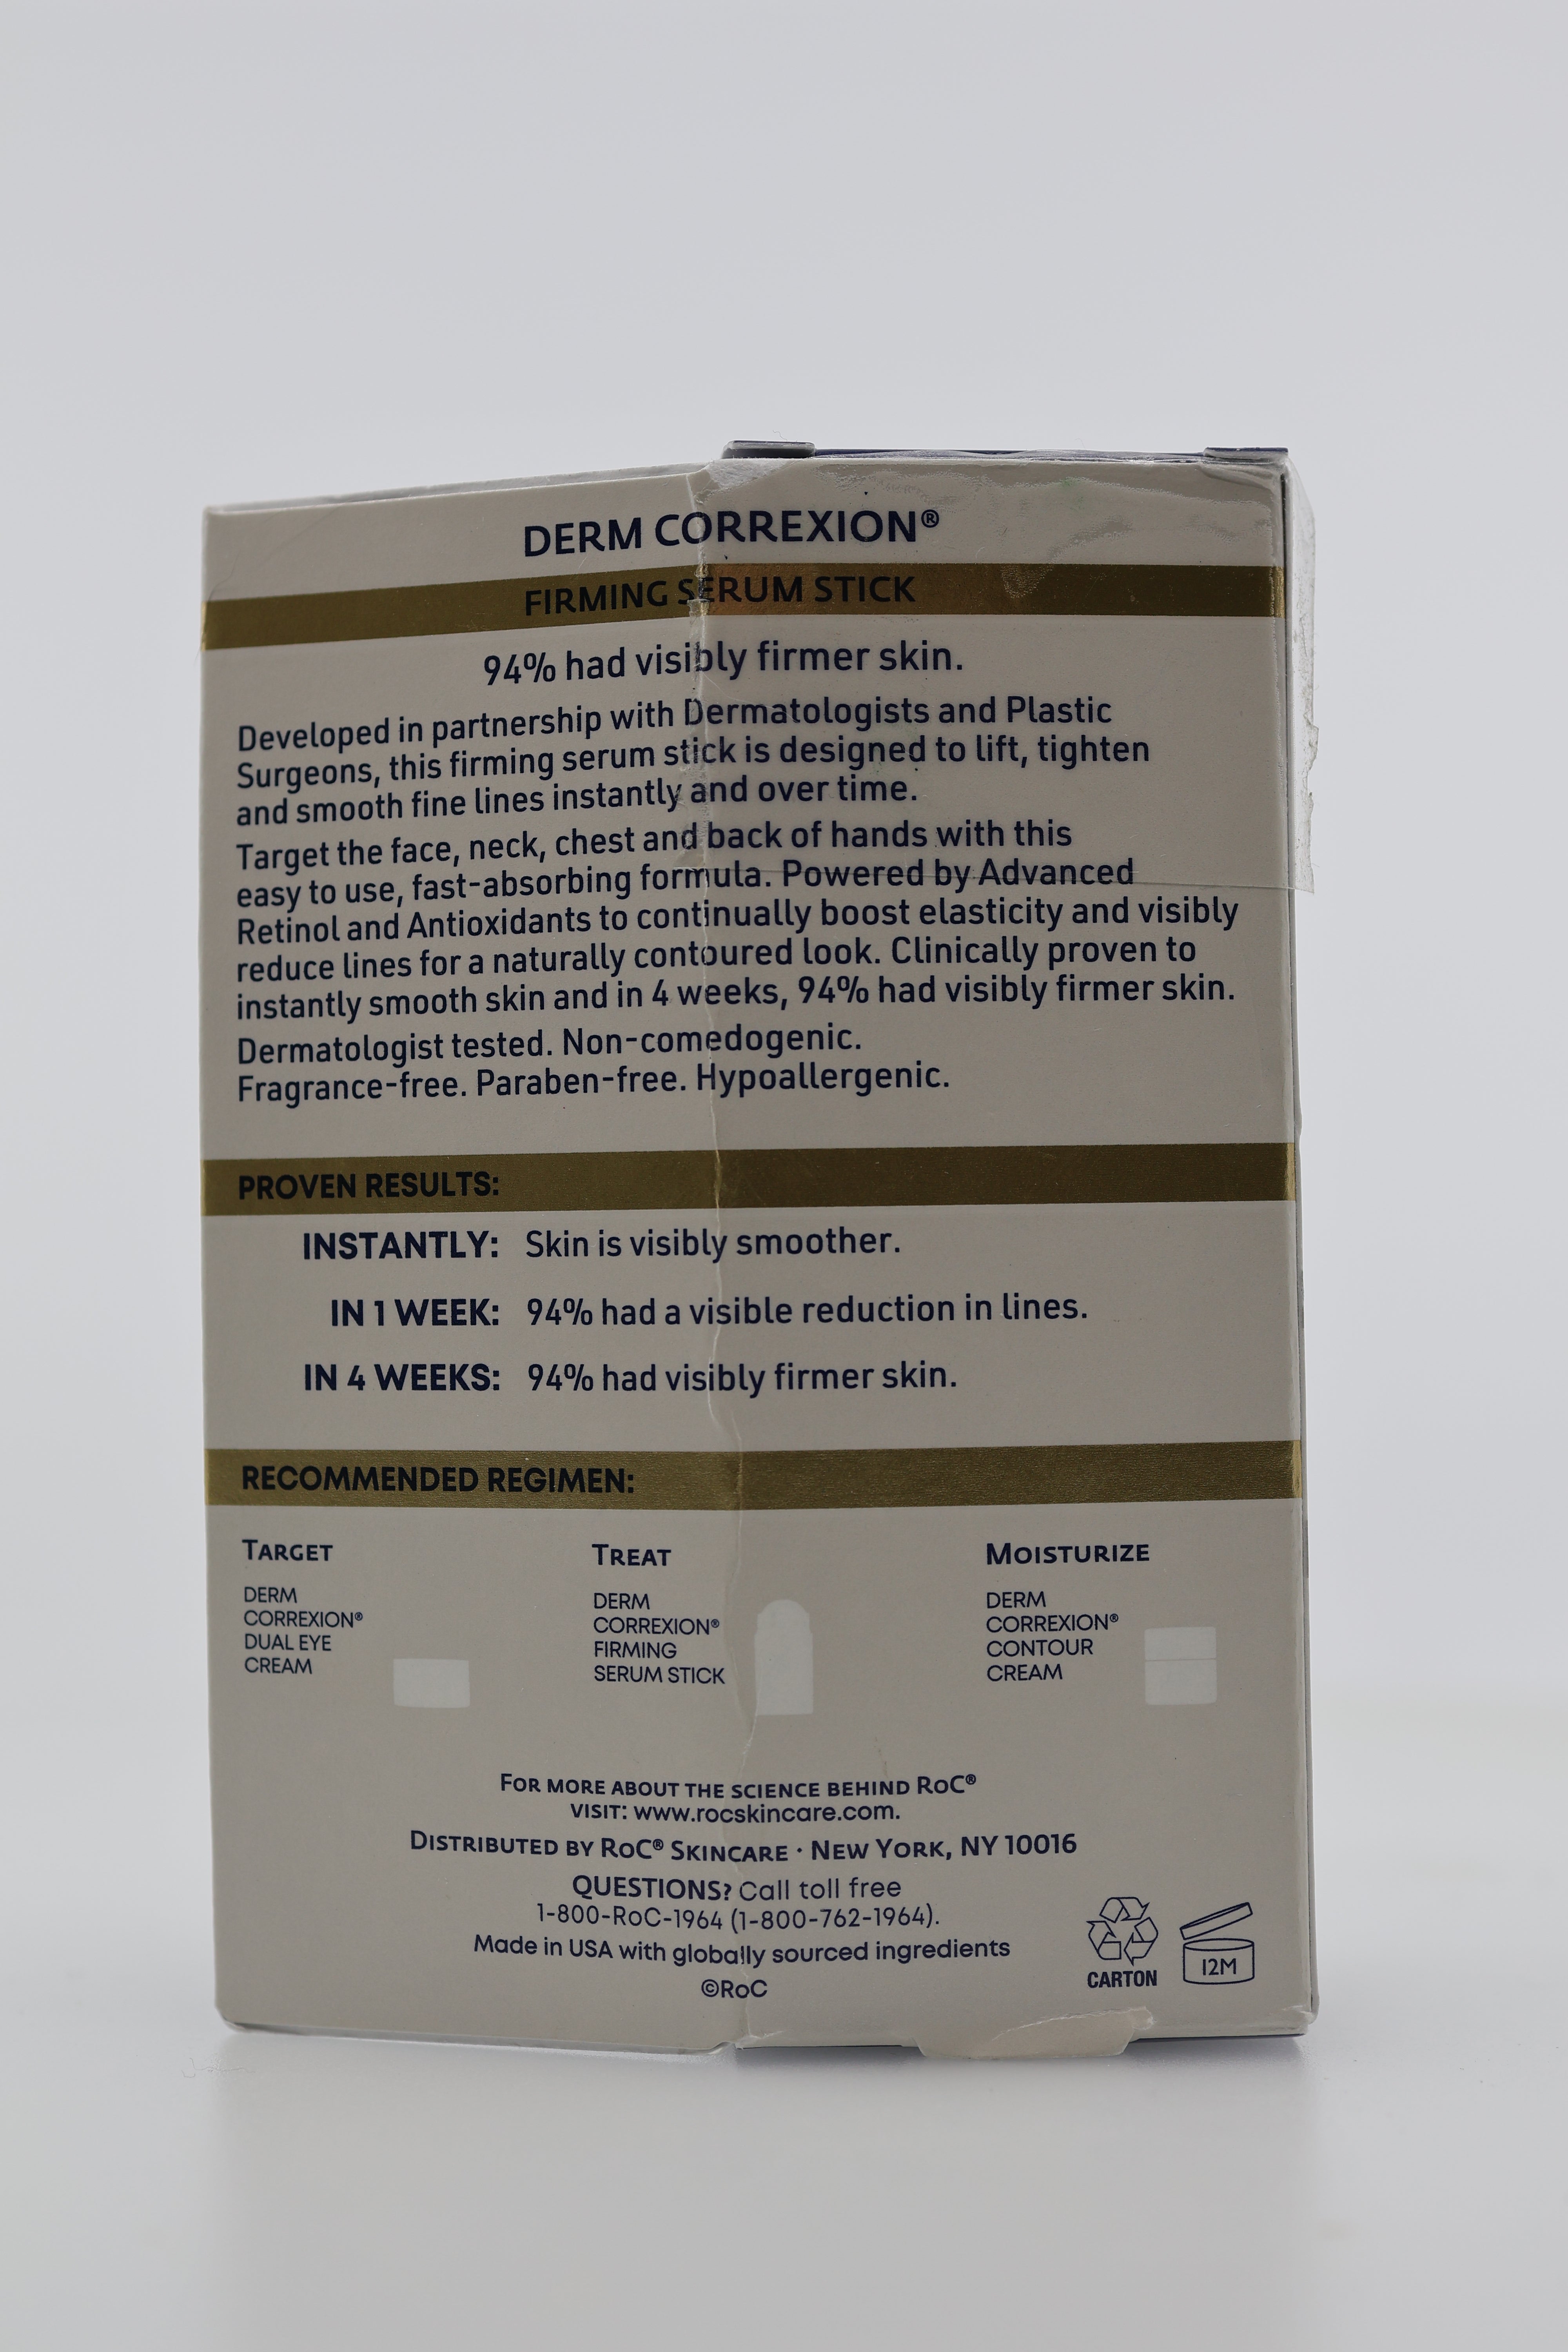 DERM CORREXION®
FIRMING SERUM STICK
94% had visibly firmer skin.
Developed in partnership with Dermatologists and Plastic
Surgeons, this firming serum stick is designed to lift, tighten
and smooth fine lines instantly and over time.
Target the face, neck, chest and back of hands with this
easy to use, fast-absorbing formula. Powered by Advanced
Retinol and Antioxidants to continually boost elasticity and visibly
reduce lines for a naturally contoured look. Clinically proven to
instantly smooth skin and in 4 weeks, 94% had visibly firmer skin.
Dermatologist tested. Non-comedogenic.
Fragrance-free. Paraben-free. Hypoallergenic.
PROVEN RESULTS:
INSTANTLY: Skin is visibly smoother.
IN 1 WEEK: 94% had a visible reduction in lines.
IN 4 WEEKS: 94% had visibly firmer skin.
RECOMMENDED REGIMEN:
TARGET
DERM
CORREXION®
DUAL EYE
CREAM
TREAT
DERM
CORREXION®
FIRMING
SERUM STICK
MOISTURIZE
DERM
CORREXION®
CONTOUR
CREAM
FOR MORE ABOUT THE SCIENCE BEHIND ROC®
VISIT: www.rocskincare.com.
DISTRIBUTED BY ROC® SKINCARE · NEW YORK, NY 10016
QUESTIONS? Call toll free
1-800-RoC-1964 (1-800-762-1964).
Made in USA with globally sourced ingredients
©RoC
CARTON
12M